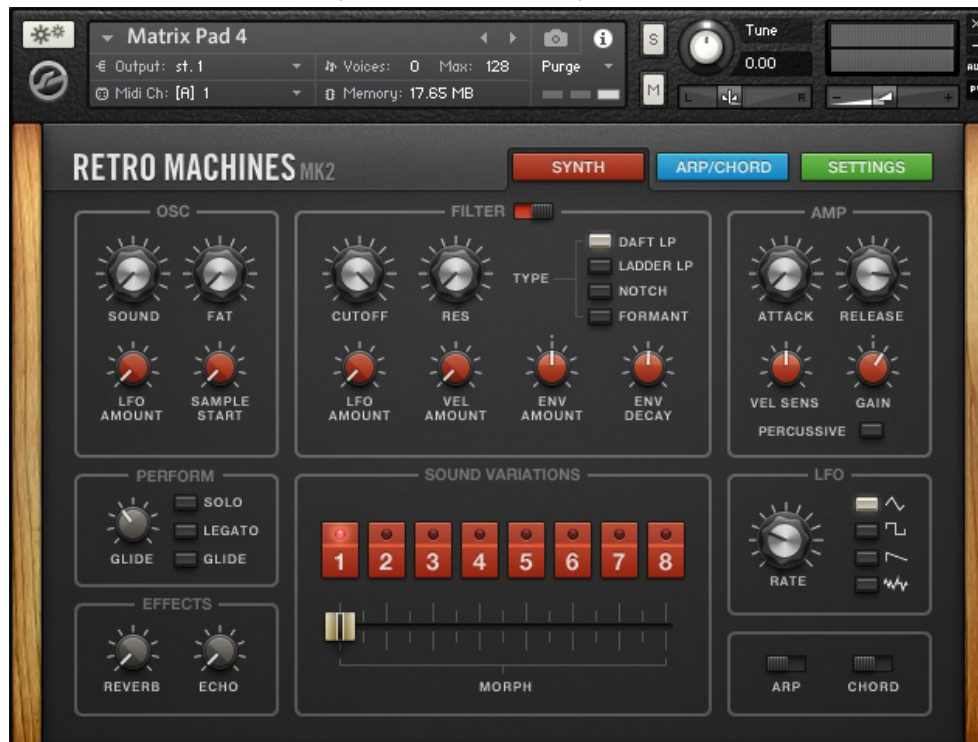 Matrix Pad 4
Output: st.1
Voices: 0 Max: 128
Purge
Midi Ch: [A] 1
Memory: 17.65 MB
S
M
Tune
0.00
L R
- +
RETRO MACHINES MK2
SYNTH
ARP/CHORD
SETTINGS
OSC
SOUND
FAT
LFO AMOUNT
SAMPLE START
FILTER
CUTOFF
RES
TYPE
DAFT LP
LADDER LP
NOTCH
FORMANT
LFO AMOUNT
VEL AMOUNT
ENV AMOUNT
ENV DECAY
AMP
ATTACK
RELEASE
VEL SENS
GAIN
PERCUSSIVE
PERFORM
GLIDE
SOLO
LEGATO
GLIDE
SOUND VARIATIONS
1 2 3 4 5 6 7 8
MORPH
LFO
RATE
EFFECTS
REVERB
ECHO
ARP
CHORD